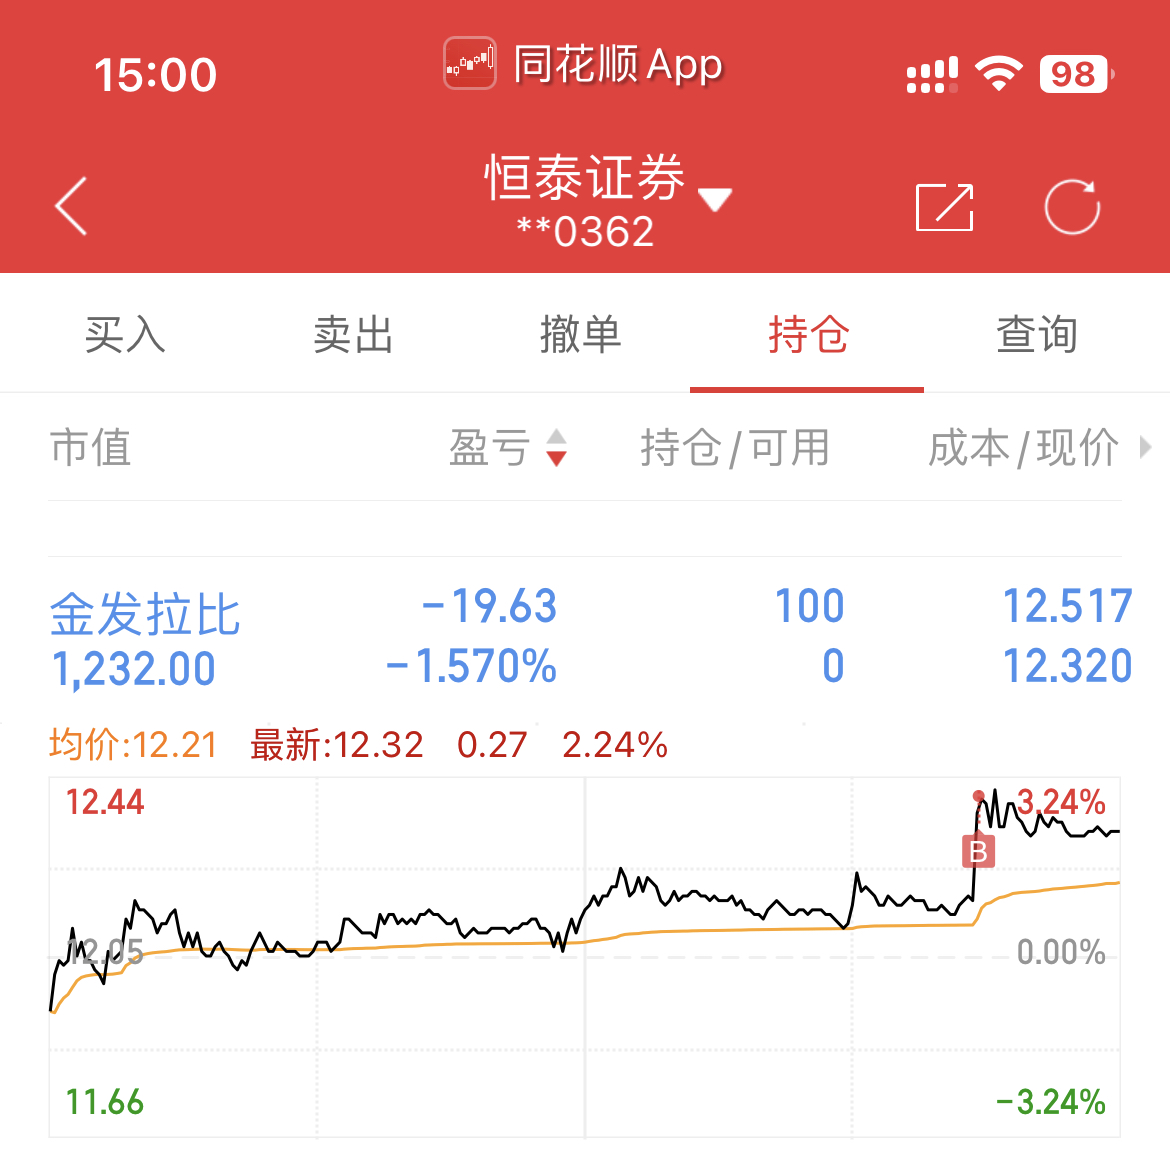 15:00 同花顺App 98
恒泰证券
**0362
买入 卖出 撤单 持仓 查询
市值 盈亏 持仓/可用 成本/现价
金发拉比 -19.63 100 12.517
1,232.00 -1.570% 0 12.320
均价:12.21 最新:12.32 0.27 2.24%
12.44 3.24%
B
12.05 0.00%
11.66 -3.24%